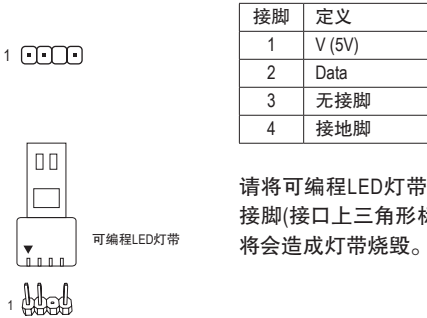 1
接脚 定义
1 V (5V)
2 Data
3 无接脚
4 接地脚
请将可编程LED灯带
接脚(接口上三角形
将会造成灯带烧毁。
可编程LED灯带
1